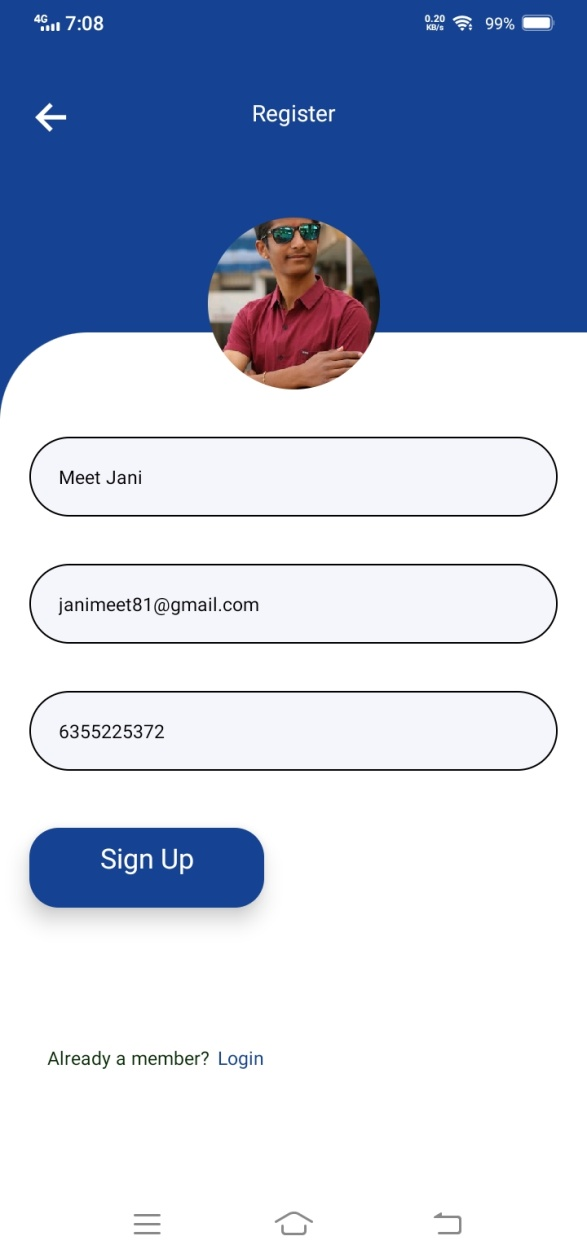 4G 7:08 0.20 KB/s 99%
Register
Meet Jani
janimeet81@gmail.com
6355225372
Sign Up
Already a member? Login